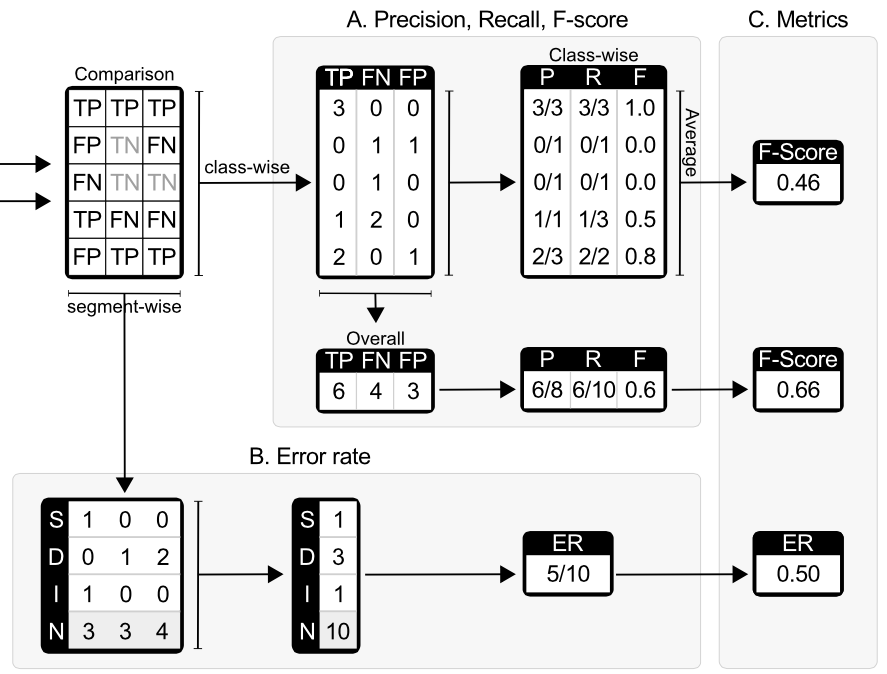 A. Precision, Recall, F-score
C. Metrics
Comparison
TP TP TP
FP TN FN
FN TN TN
TP FN FN
FP TP TP
class-wise
segment-wise
TP FN FP
3 0 0
0 1 1
0 1 0
1 2 0
2 0 1
Class-wise
P R F
3/3 3/3 1.0
0/1 0/1 0.0
0/1 0/1 0.0
1/1 1/3 0.5
2/3 2/2 0.8
Average
F-Score
0.46
Overall
TP FN FP
6 4 3
P R F
6/8 6/10 0.6
F-Score
0.66
B. Error rate
S 1 0 0
D 0 1 2
I 1 0 0
N 3 3 4
S 1
D 3
I 1
N 10
ER
5/10
ER
0.50